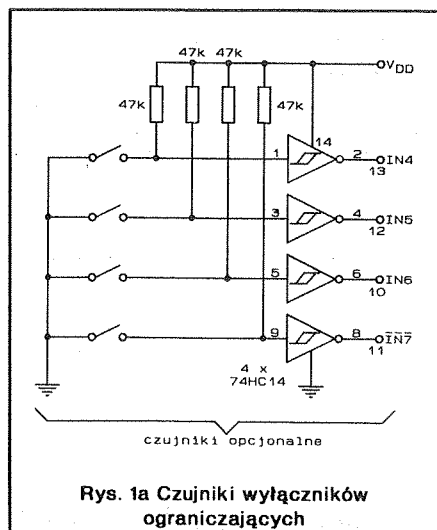 47k 47k
47k 47k
VDD
14
1 2 IN4
13
3 4 IN5
12
5 6 IN6
10
9 8 IN7
11
4 x
74HC14
czujniki opcjonalne
Rys. 1a Czujniki wyłączników
ograniczających